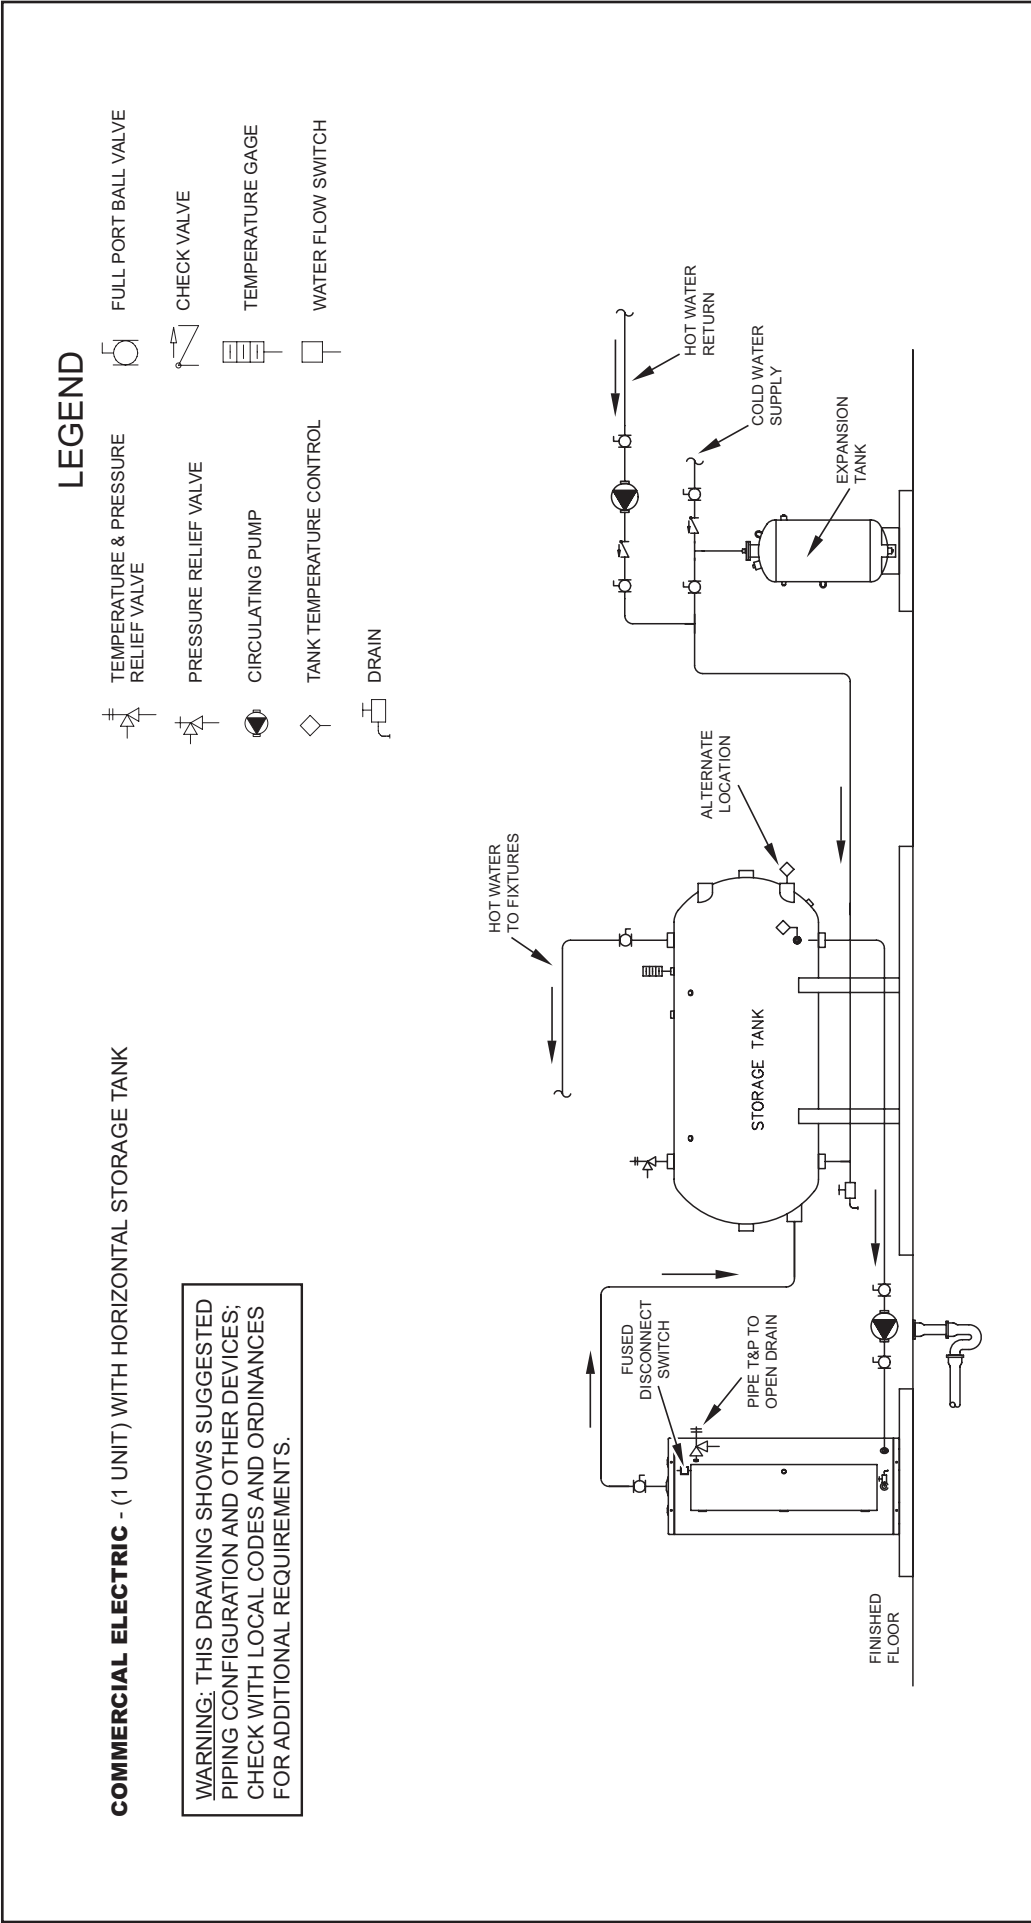 COMMERCIAL ELECTRIC - (1 UNIT) WITH HORIZONTAL STORAGE TANK
WARNING: THIS DRAWING SHOWS SUGGESTED
PIPING CONFIGURATION AND OTHER DEVICES;
CHECK WITH LOCAL CODES AND ORDINANCES
FOR ADDITIONAL REQUIREMENTS.
LEGEND
TEMPERATURE & PRESSURE
RELIEF VALVE
PRESSURE RELIEF VALVE
CIRCULATING PUMP
TANK TEMPERATURE CONTROL
DRAIN
FULL PORT BALL VALVE
CHECK VALVE
TEMPERATURE GAGE
WATER FLOW SWITCH
HOT WATER
TO FIXTURES
FUSED
DISCONNECT
SWITCH
PIPE T&P TO
OPEN DRAIN
STORAGE TANK
ALTERNATE
LOCATION
HOT WATER
RETURN
COLD WATER
SUPPLY
EXPANSION
TANK
FINISHED
FLOOR